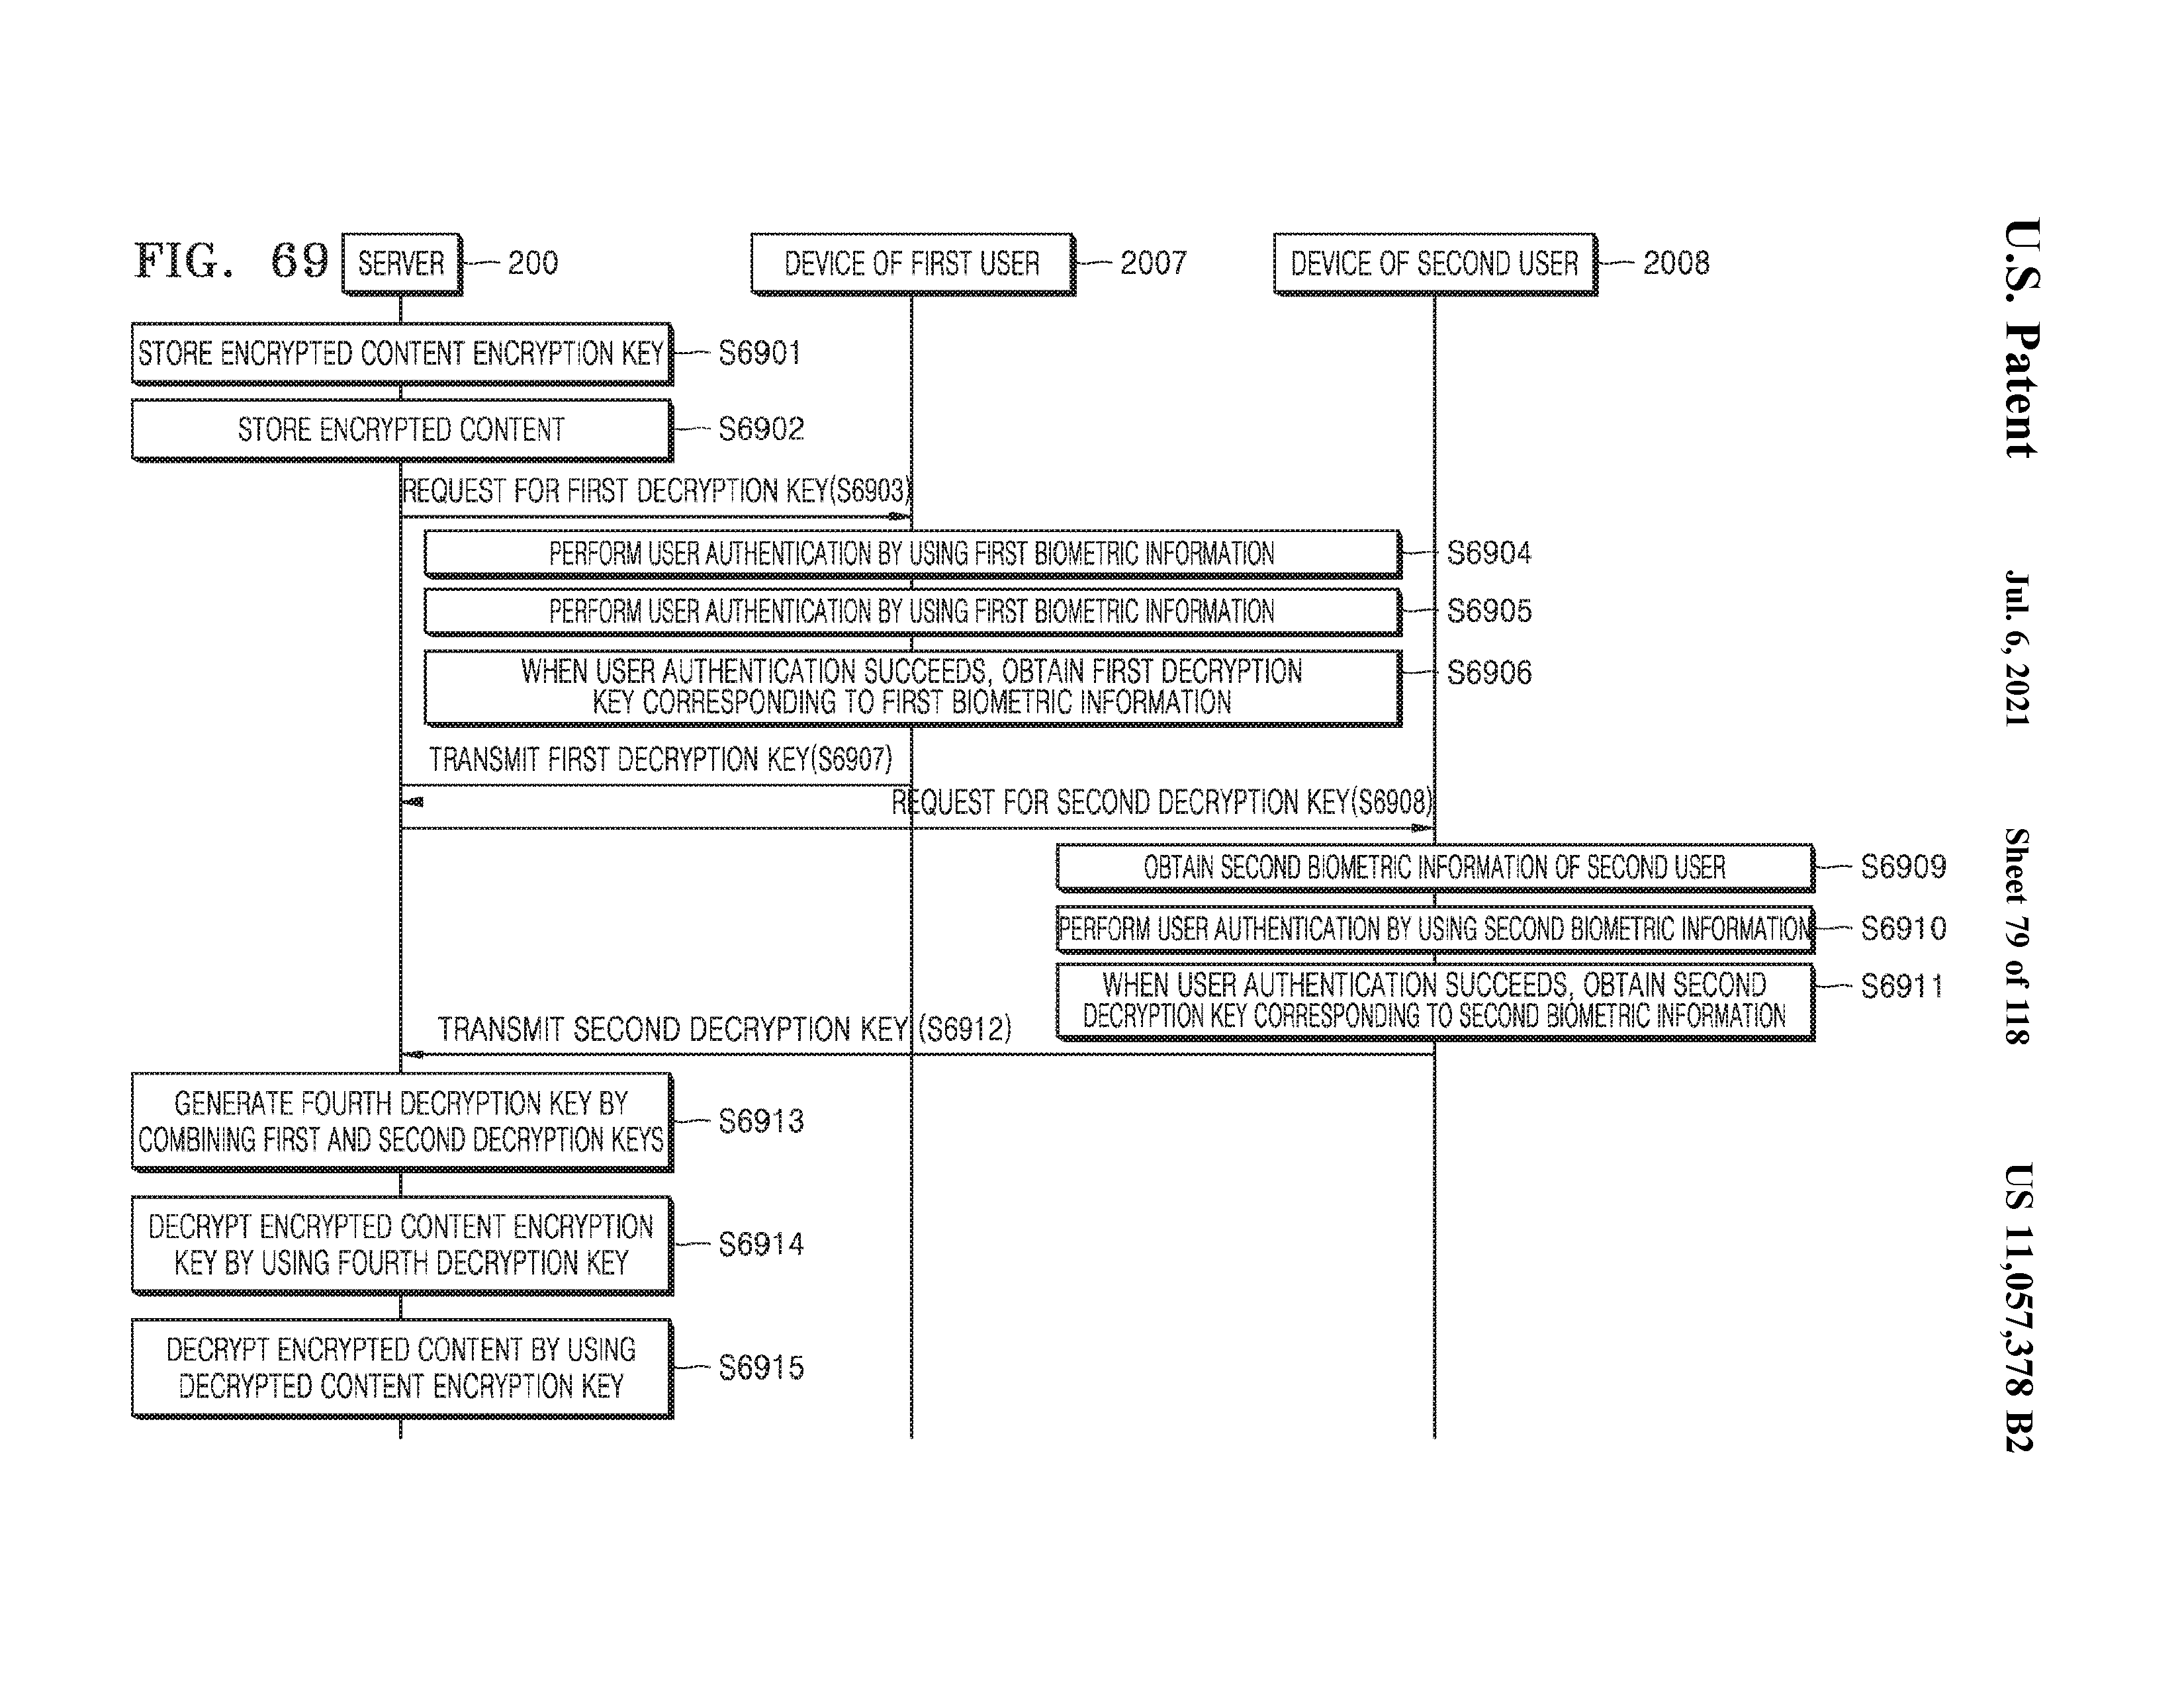 FIG. 69
SERVER
200
DEVICE OF FIRST USER
2007
DEVICE OF SECOND USER
2008
STORE ENCRYPTED CONTENT ENCRYPTION KEY
S6901
STORE ENCRYPTED CONTENT
S6902
REQUEST FOR FIRST DECRYPTION KEY(S6903)
PERFORM USER AUTHENTICATION BY USING FIRST BIOMETRIC INFORMATION
S6904
PERFORM USER AUTHENTICATION BY USING FIRST BIOMETRIC INFORMATION
S6905
WHEN USER AUTHENTICATION SUCCEEDS, OBTAIN FIRST DECRYPTION
KEY CORRESPONDING TO FIRST BIOMETRIC INFORMATION
S6906
TRANSMIT FIRST DECRYPTION KEY(S6907)
REQUEST FOR SECOND DECRYPTION KEY(S6908)
OBTAIN SECOND BIOMETRIC INFORMATION OF SECOND USER
S6909
PERFORM USER AUTHENTICATION BY USING SECOND BIOMETRIC INFORMATION
S6910
WHEN USER AUTHENTICATION SUCCEEDS, OBTAIN SECOND
DECRYPTION KEY CORRESPONDING TO SECOND BIOMETRIC INFORMATION
S6911
TRANSMIT SECOND DECRYPTION KEY (S6912)
GENERATE FOURTH DECRYPTION KEY BY
COMBINING FIRST AND SECOND DECRYPTION KEYS
S6913
DECRYPT ENCRYPTED CONTENT ENCRYPTION
KEY BY USING FOURTH DECRYPTION KEY
S6914
DECRYPT ENCRYPTED CONTENT BY USING
DECRYPTED CONTENT ENCRYPTION KEY
S6915
U.S. Patent
Jul. 6, 2021
Sheet 79 of 118
US 11,057,378 B2